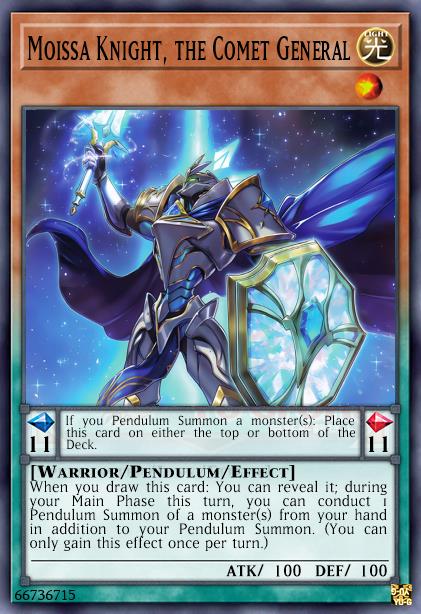 Moissa Knight, the Comet General
LIGHT
光
If you Pendulum Summon a monster(s): Place
this card on either the top or bottom of the
Deck.
11
11
[Warrior/Pendulum/Effect]
When you draw this card: You can reveal it; during
your Main Phase this turn, you can conduct 1
Pendulum Summon of a monster(s) from your hand
in addition to your Pendulum Summon. (You can
only gain this effect once per turn.)
ATK/ 100 DEF/ 100
66736715